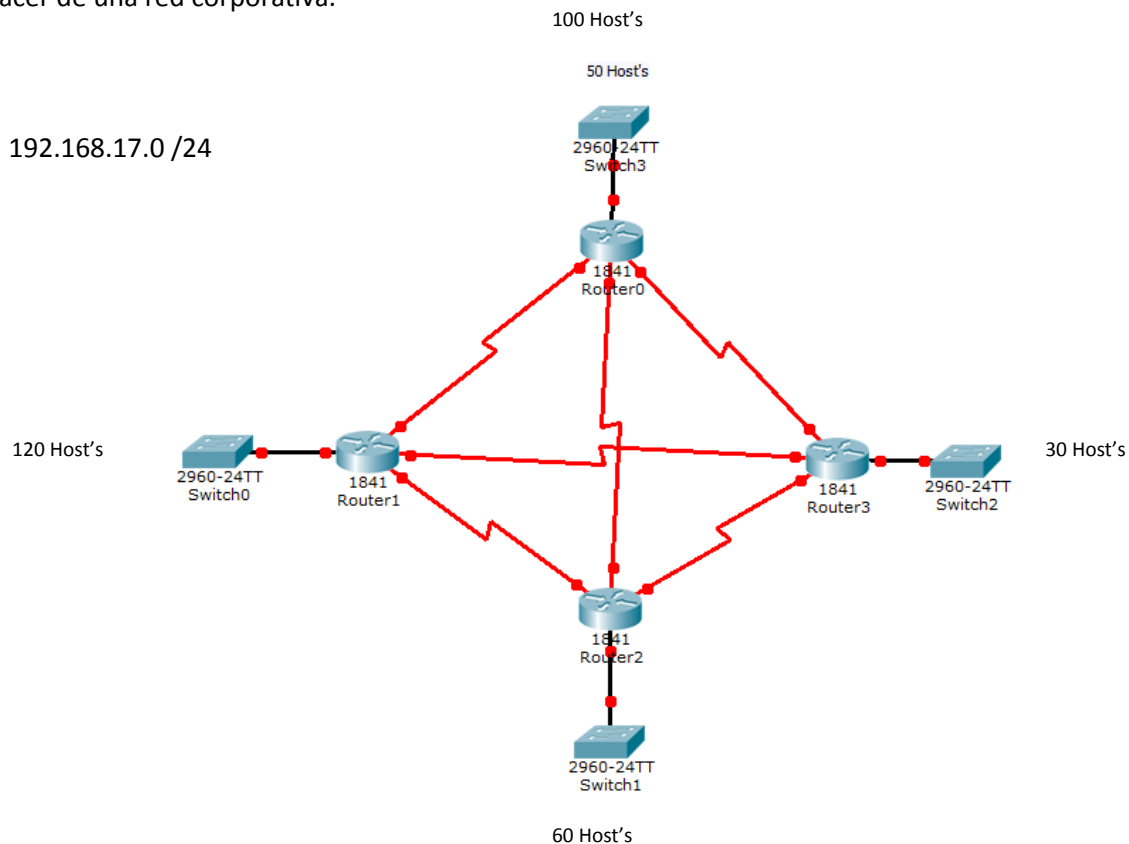 acer de una red corporativa.
100 Host’s
50 Host's
192.168.17.0 /24
2960-24TT
Switch3
1841
Router0
120 Host’s
2960-24TT
Switch0
1841
Router1
1841
Router3
2960-24TT
Switch2
30 Host’s
1841
Router2
2960-24TT
Switch1
60 Host’s